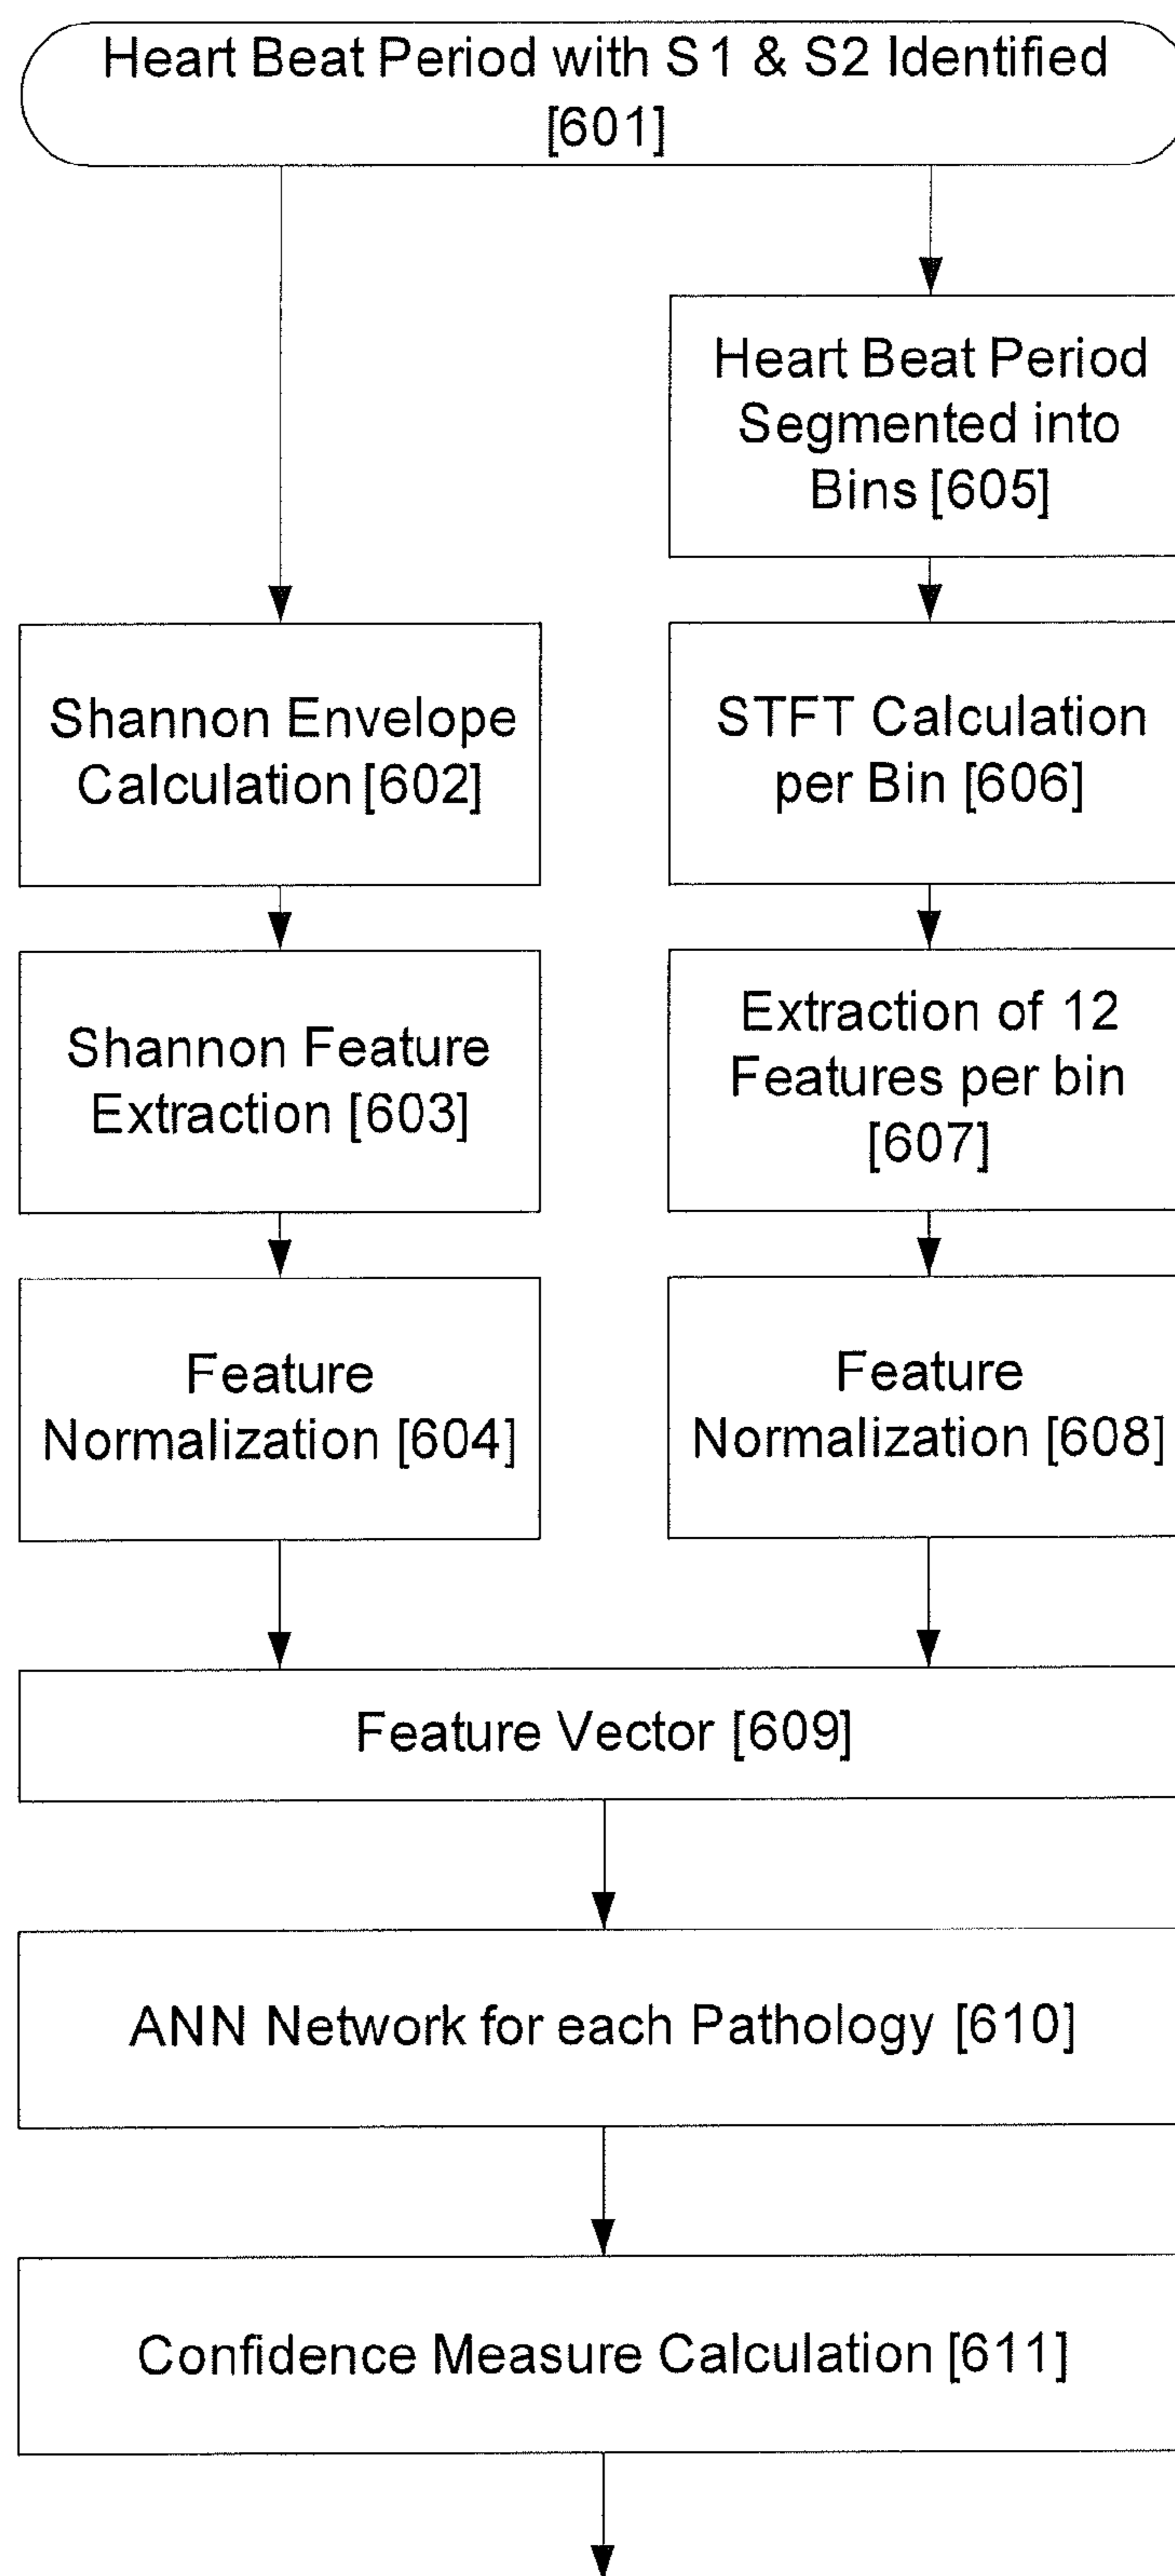 Heart Beat Period with S1 & S2 Identified
[601]
Heart Beat Period
Segmented into
Bins [605]
Shannon Envelope
Calculation [602]
STFT Calculation
per Bin [606]
Shannon Feature
Extraction [603]
Extraction of 12
Features per bin
[607]
Feature
Normalization [604]
Feature
Normalization [608]
Feature Vector [609]
ANN Network for each Pathology [610]
Confidence Measure Calculation [611]